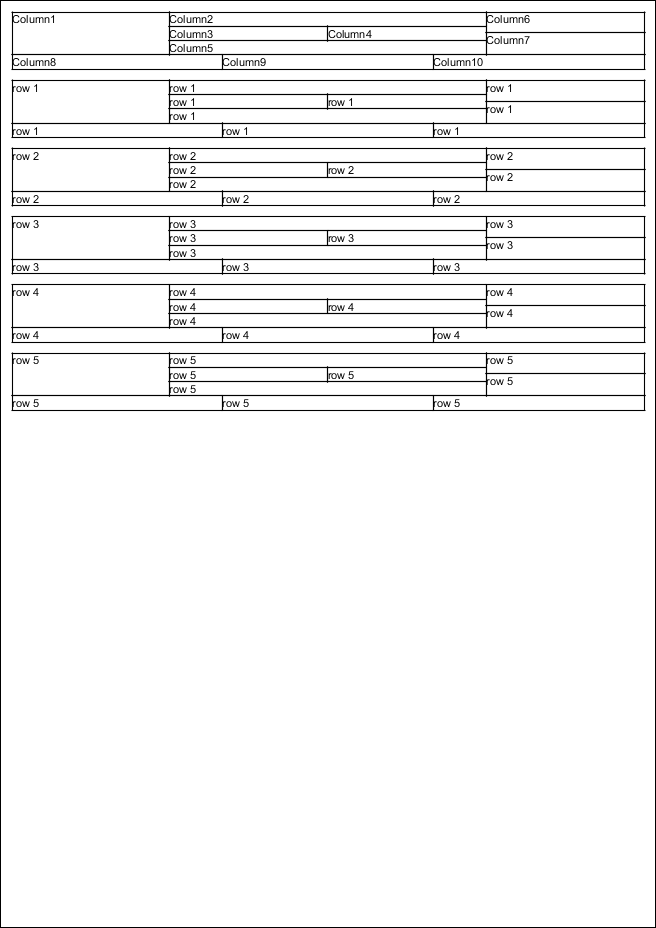 Column1 Column2 Column6
Column3 Column4 Column7
Column5
Column8 Column9 Column10
row 1 row 1 row 1
row 1 row 1 row 1
row 1
row 1 row 1 row 1
row 2 row 2 row 2
row 2 row 2 row 2
row 2
row 2 row 2 row 2
row 3 row 3 row 3
row 3 row 3 row 3
row 3
row 3 row 3 row 3
row 4 row 4 row 4
row 4 row 4 row 4
row 4
row 4 row 4 row 4
row 5 row 5 row 5
row 5 row 5 row 5
row 5
row 5 row 5 row 5